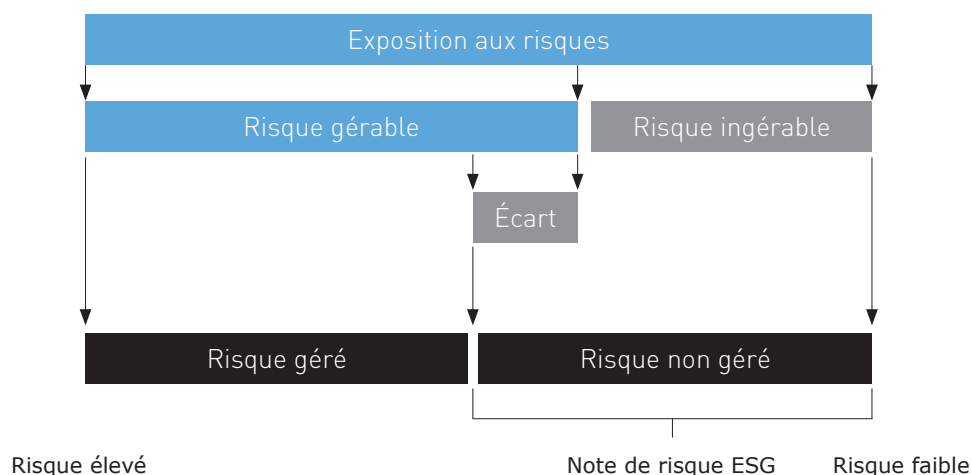 Exposition aux risques
Risque gérable
Risque ingérable
Écart
Risque géré
Risque non géré
Risque élevé
Note de risque ESG
Risque faible